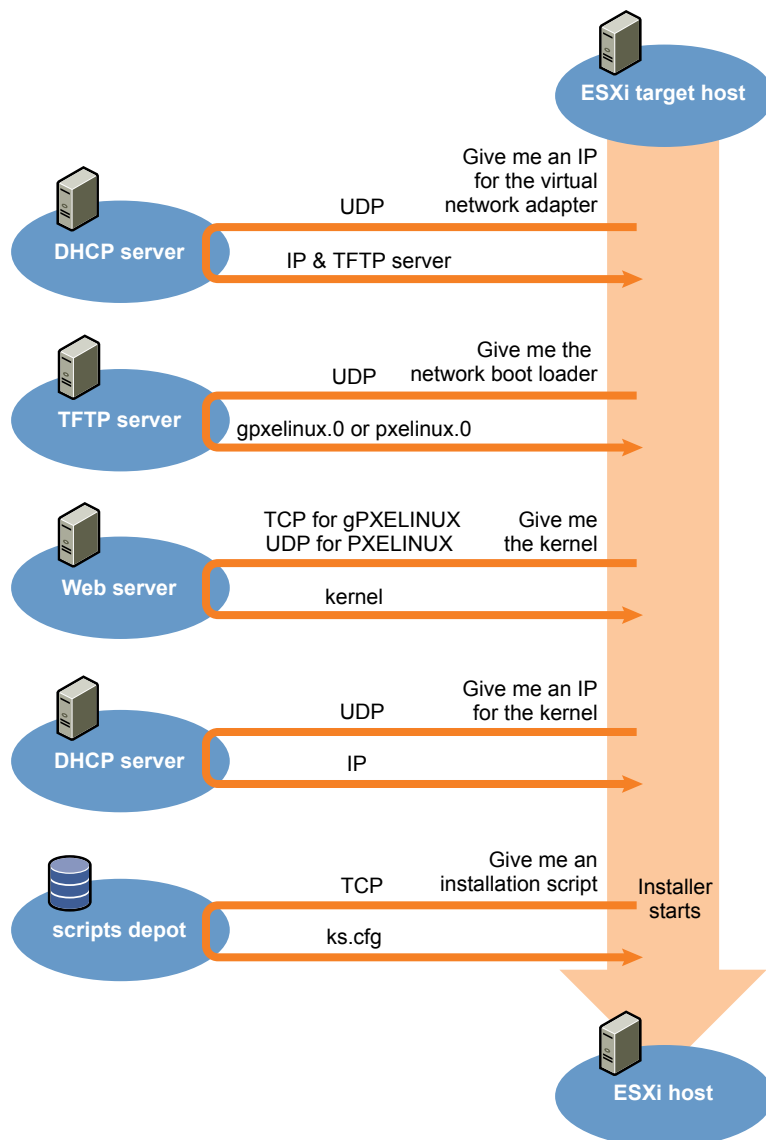 ESXi target host
Give me an IP
for the virtual
network adapter
UDP
DHCP server
IP & TFTP server
Give me the
network boot loader
UDP
TFTP server
gpxelinux.0 or pxelinux.0
TCP for gPXELINUX
UDP for PXELINUX
Give me
the kernel
Web server
kernel
Give me an IP
for the kernel
UDP
DHCP server
IP
Give me an
installation script
TCP
Installer
starts
scripts depot
ks.cfg
ESXi host